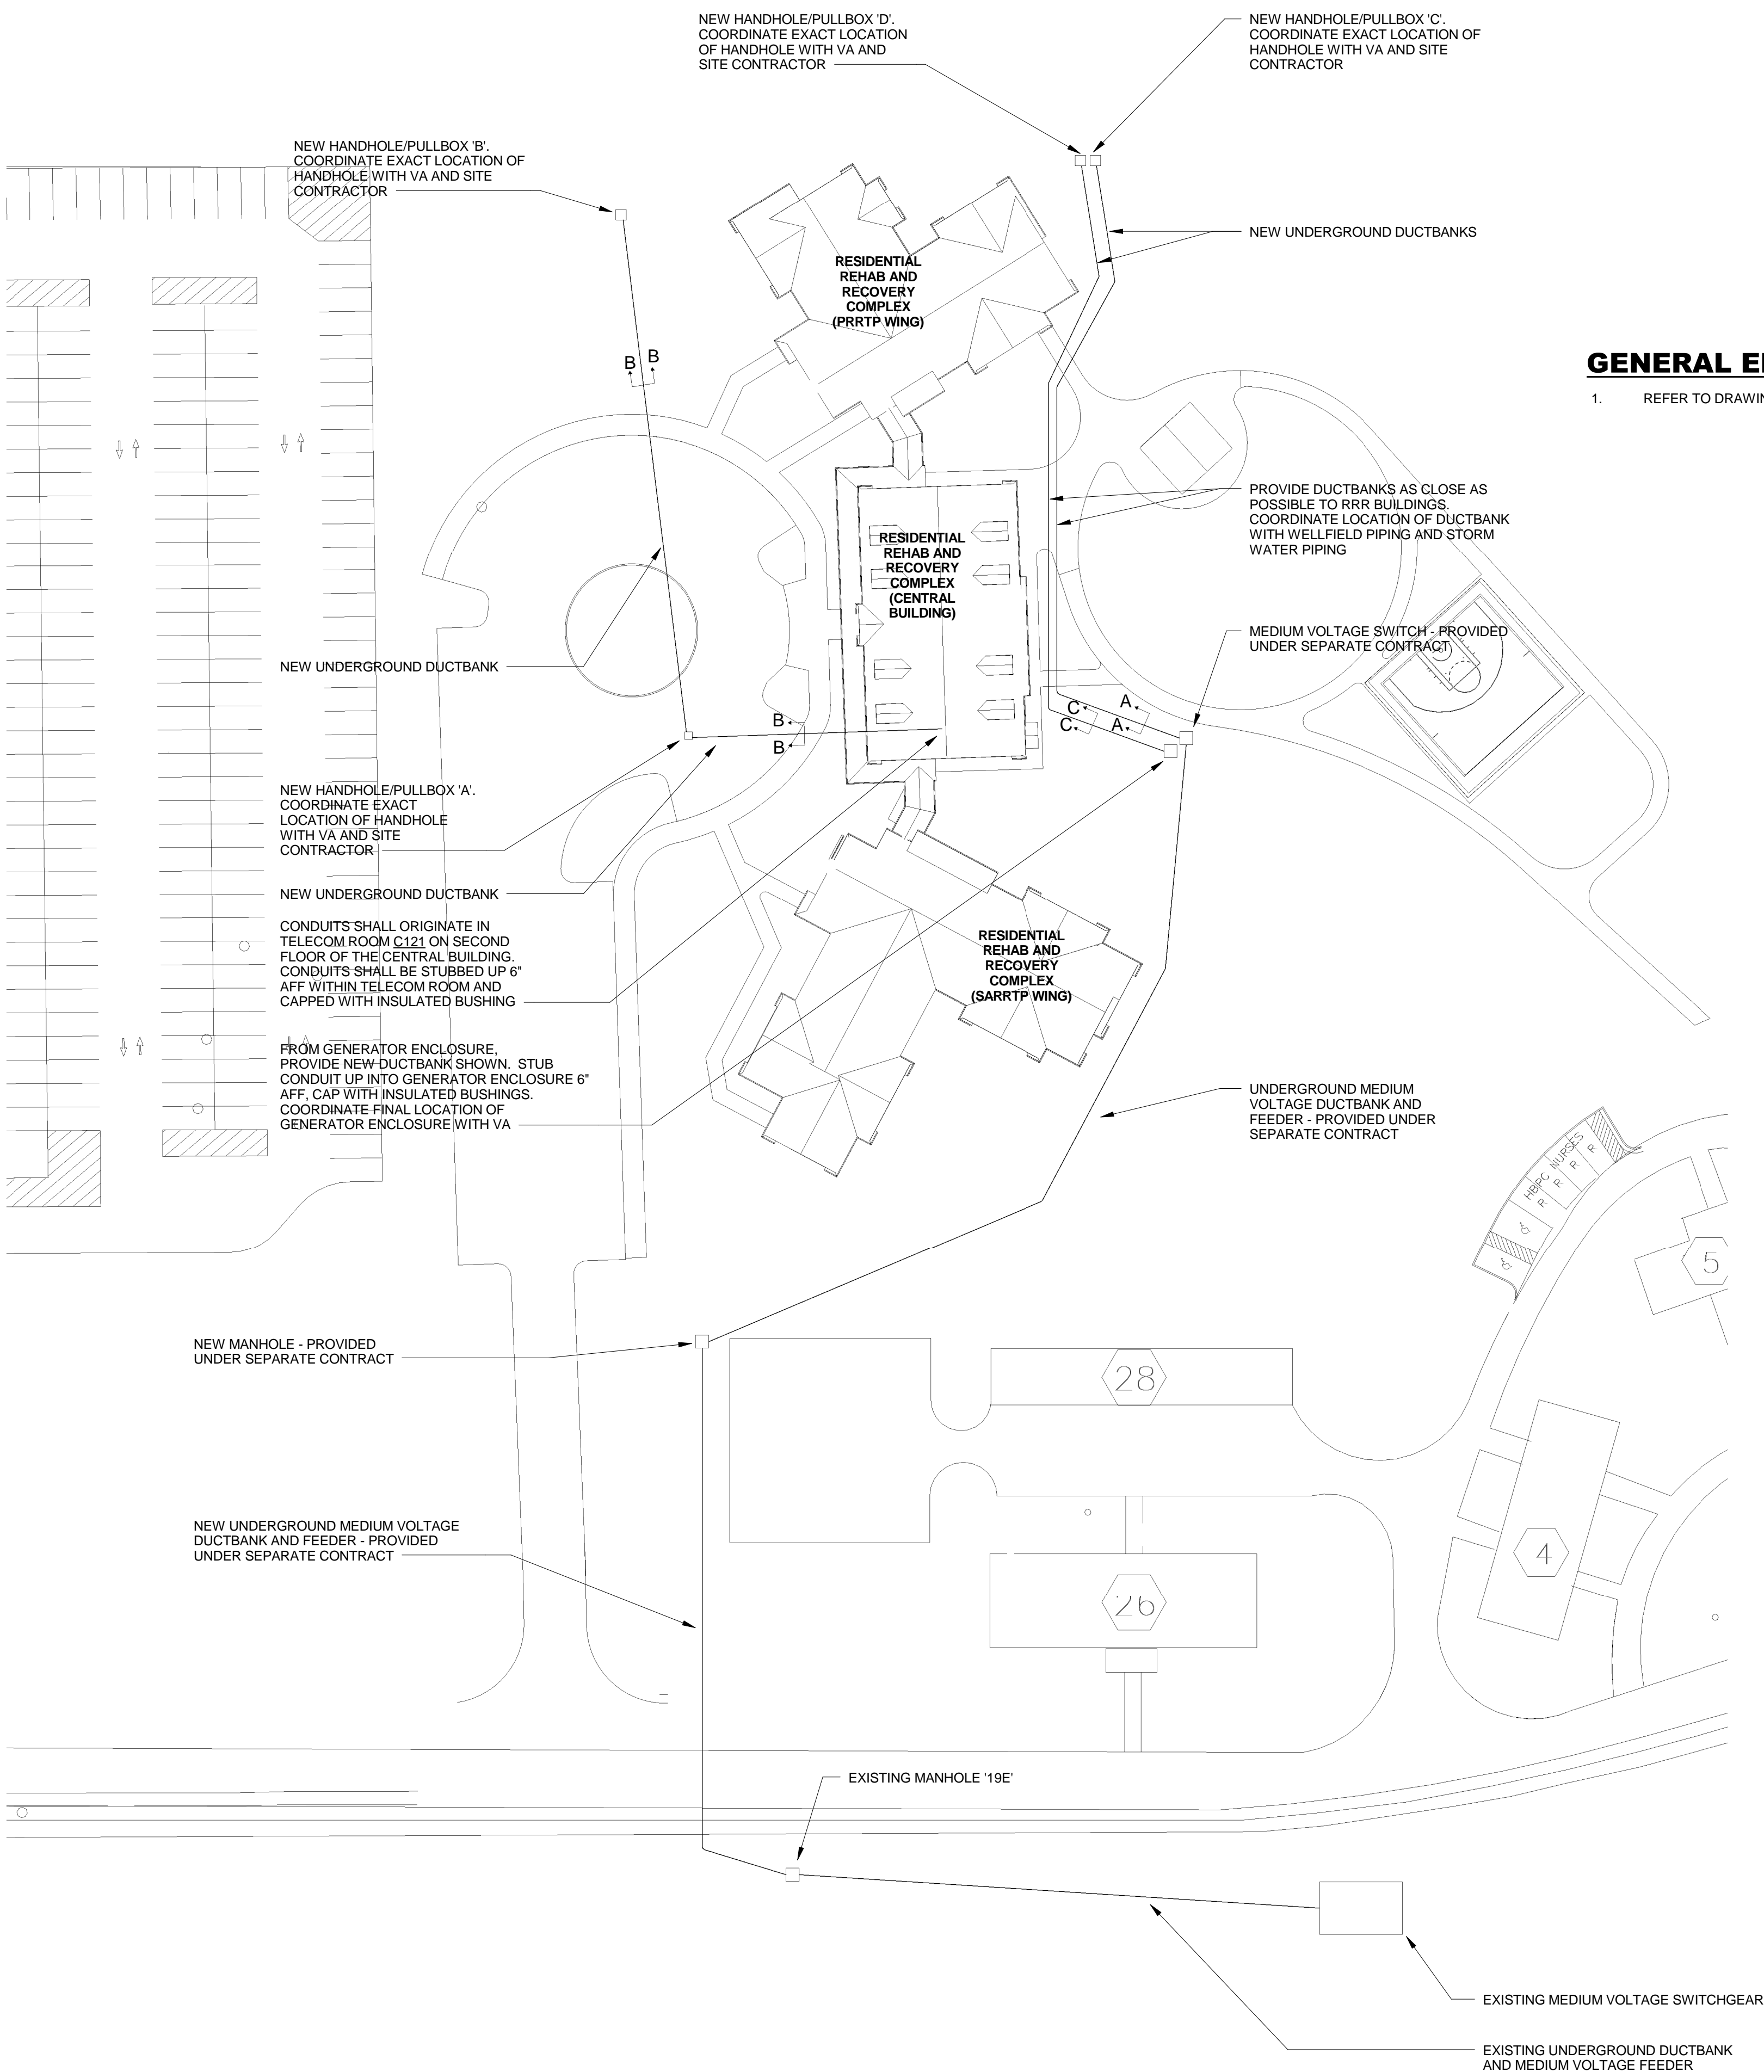 NEW HANDHOLE/PULLBOX 'D'.
COORDINATE EXACT LOCATION
OF HANDHOLE WITH VA AND
SITE CONTRACTOR
NEW HANDHOLE/PULLBOX 'C'.
COORDINATE EXACT LOCATION OF
HANDHOLE WITH VA AND SITE
CONTRACTOR
NEW HANDHOLE/PULLBOX 'B'.
COORDINATE EXACT LOCATION OF
HANDHOLE WITH VA AND SITE
CONTRACTOR
NEW UNDERGROUND DUCTBANKS
RESIDENTIAL
REHAB AND
RECOVERY
COMPLEX
(PRRTP WING)
B B
GENERAL
1. REFER TO
PROVIDE DUCTBANKS AS CLOSE AS
POSSIBLE TO RRR BUILDINGS.
COORDINATE LOCATION OF DUCTBANK
WITH WELLFIELD PIPING AND STORM
WATER PIPING
RESIDENTIAL
REHAB AND
RECOVERY
COMPLEX
(CENTRAL
BUILDING)
MEDIUM VOLTAGE SWITCH - PROVIDED
UNDER SEPARATE CONTRACT
NEW UNDERGROUND DUCTBANK
B
B
C
C
A
A
NEW HANDHOLE/PULLBOX 'A'.
COORDINATE EXACT
LOCATION OF HANDHOLE
WITH VA AND SITE
CONTRACTOR
NEW UNDERGROUND DUCTBANK
CONDUITS SHALL ORIGINATE IN
TELECOM ROOM C121 ON SECOND
FLOOR OF THE CENTRAL BUILDING.
CONDUITS SHALL BE STUBBED UP 6"
AFF WITHIN TELECOM ROOM AND
CAPPED WITH INSULATED BUSHING
RESIDENTIAL
REHAB AND
RECOVERY
COMPLEX
(SARRTP WING)
FROM GENERATOR ENCLOSURE,
PROVIDE NEW DUCTBANK SHOWN. STUB
CONDUIT UP INTO GENERATOR ENCLOSURE 6"
AFF, CAP WITH INSULATED BUSHINGS.
COORDINATE FINAL LOCATION OF
GENERATOR ENCLOSURE WITH VA
UNDERGROUND MEDIUM
VOLTAGE DUCTBANK AND
FEEDER - PROVIDED UNDER
SEPARATE CONTRACT
HBPC NURSES
R R R R
5
NEW MANHOLE - PROVIDED
UNDER SEPARATE CONTRACT
28
NEW UNDERGROUND MEDIUM VOLTAGE
DUCTBANK AND FEEDER - PROVIDED
UNDER SEPARATE CONTRACT
4
26
EXISTING MANHOLE '19E'
EXISTING MEDIUM VOLTAGE SWITCHGEAR
EXISTING UNDERGROUND DUCTBANK
AND MEDIUM VOLTAGE FEEDER